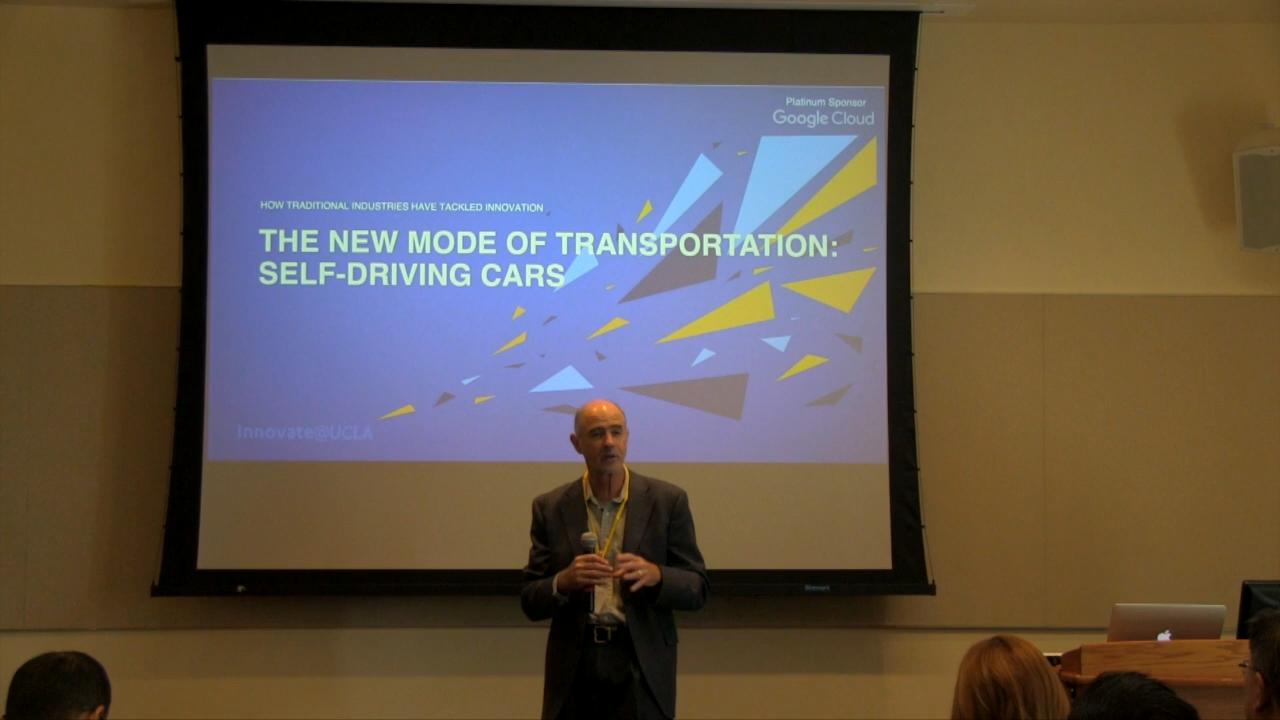 Platinum Sponsor
Google Cloud
HOW TRADITIONAL INDUSTRIES HAVE TACKLED INNOVATION
THE NEW MODE OF TRANSPORTATION:
SELF-DRIVING CARS
Innovate@UCLA